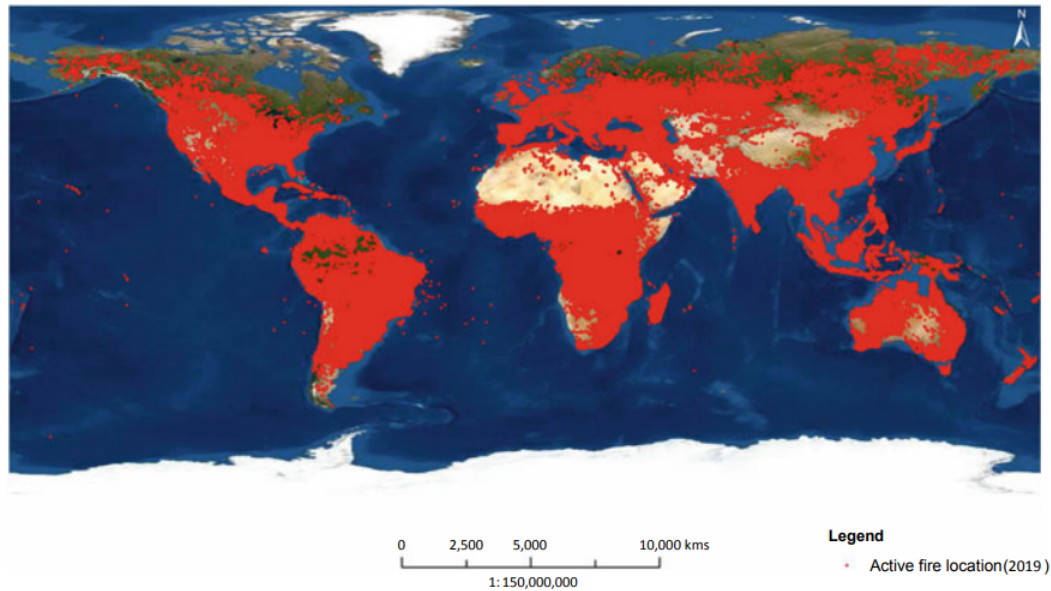 N
Legend
0 2,500 5,000 10,000 kms
Active fire location(2019 )
1:150,000,000